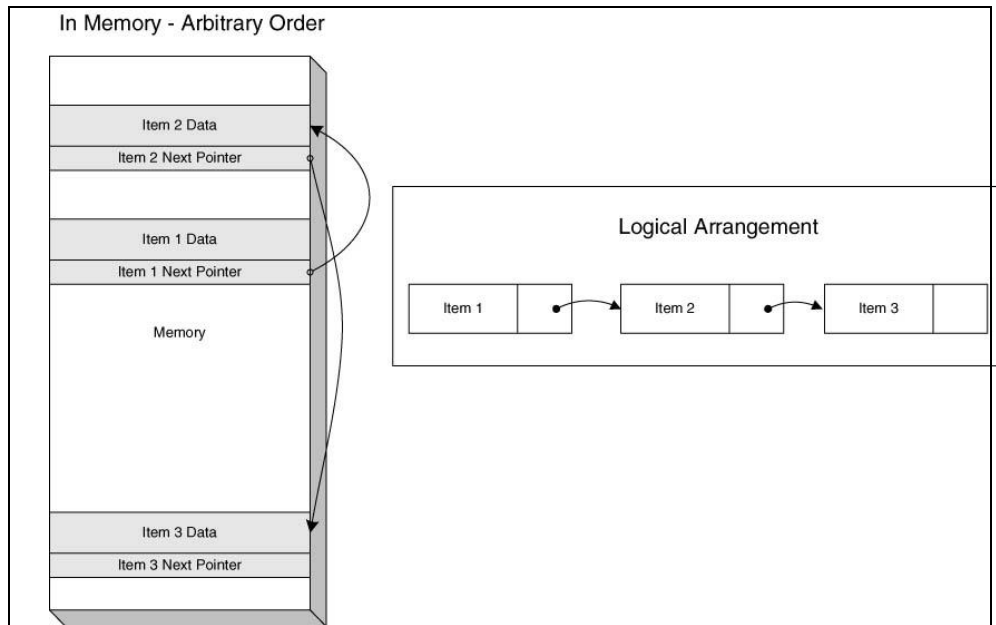 In Memory - Arbitrary Order
Item 2 Data
Item 2 Next Pointer
Item 1 Data
Item 1 Next Pointer
Memory
Item 3 Data
Item 3 Next Pointer
Logical Arrangement
Item 1
Item 2
Item 3